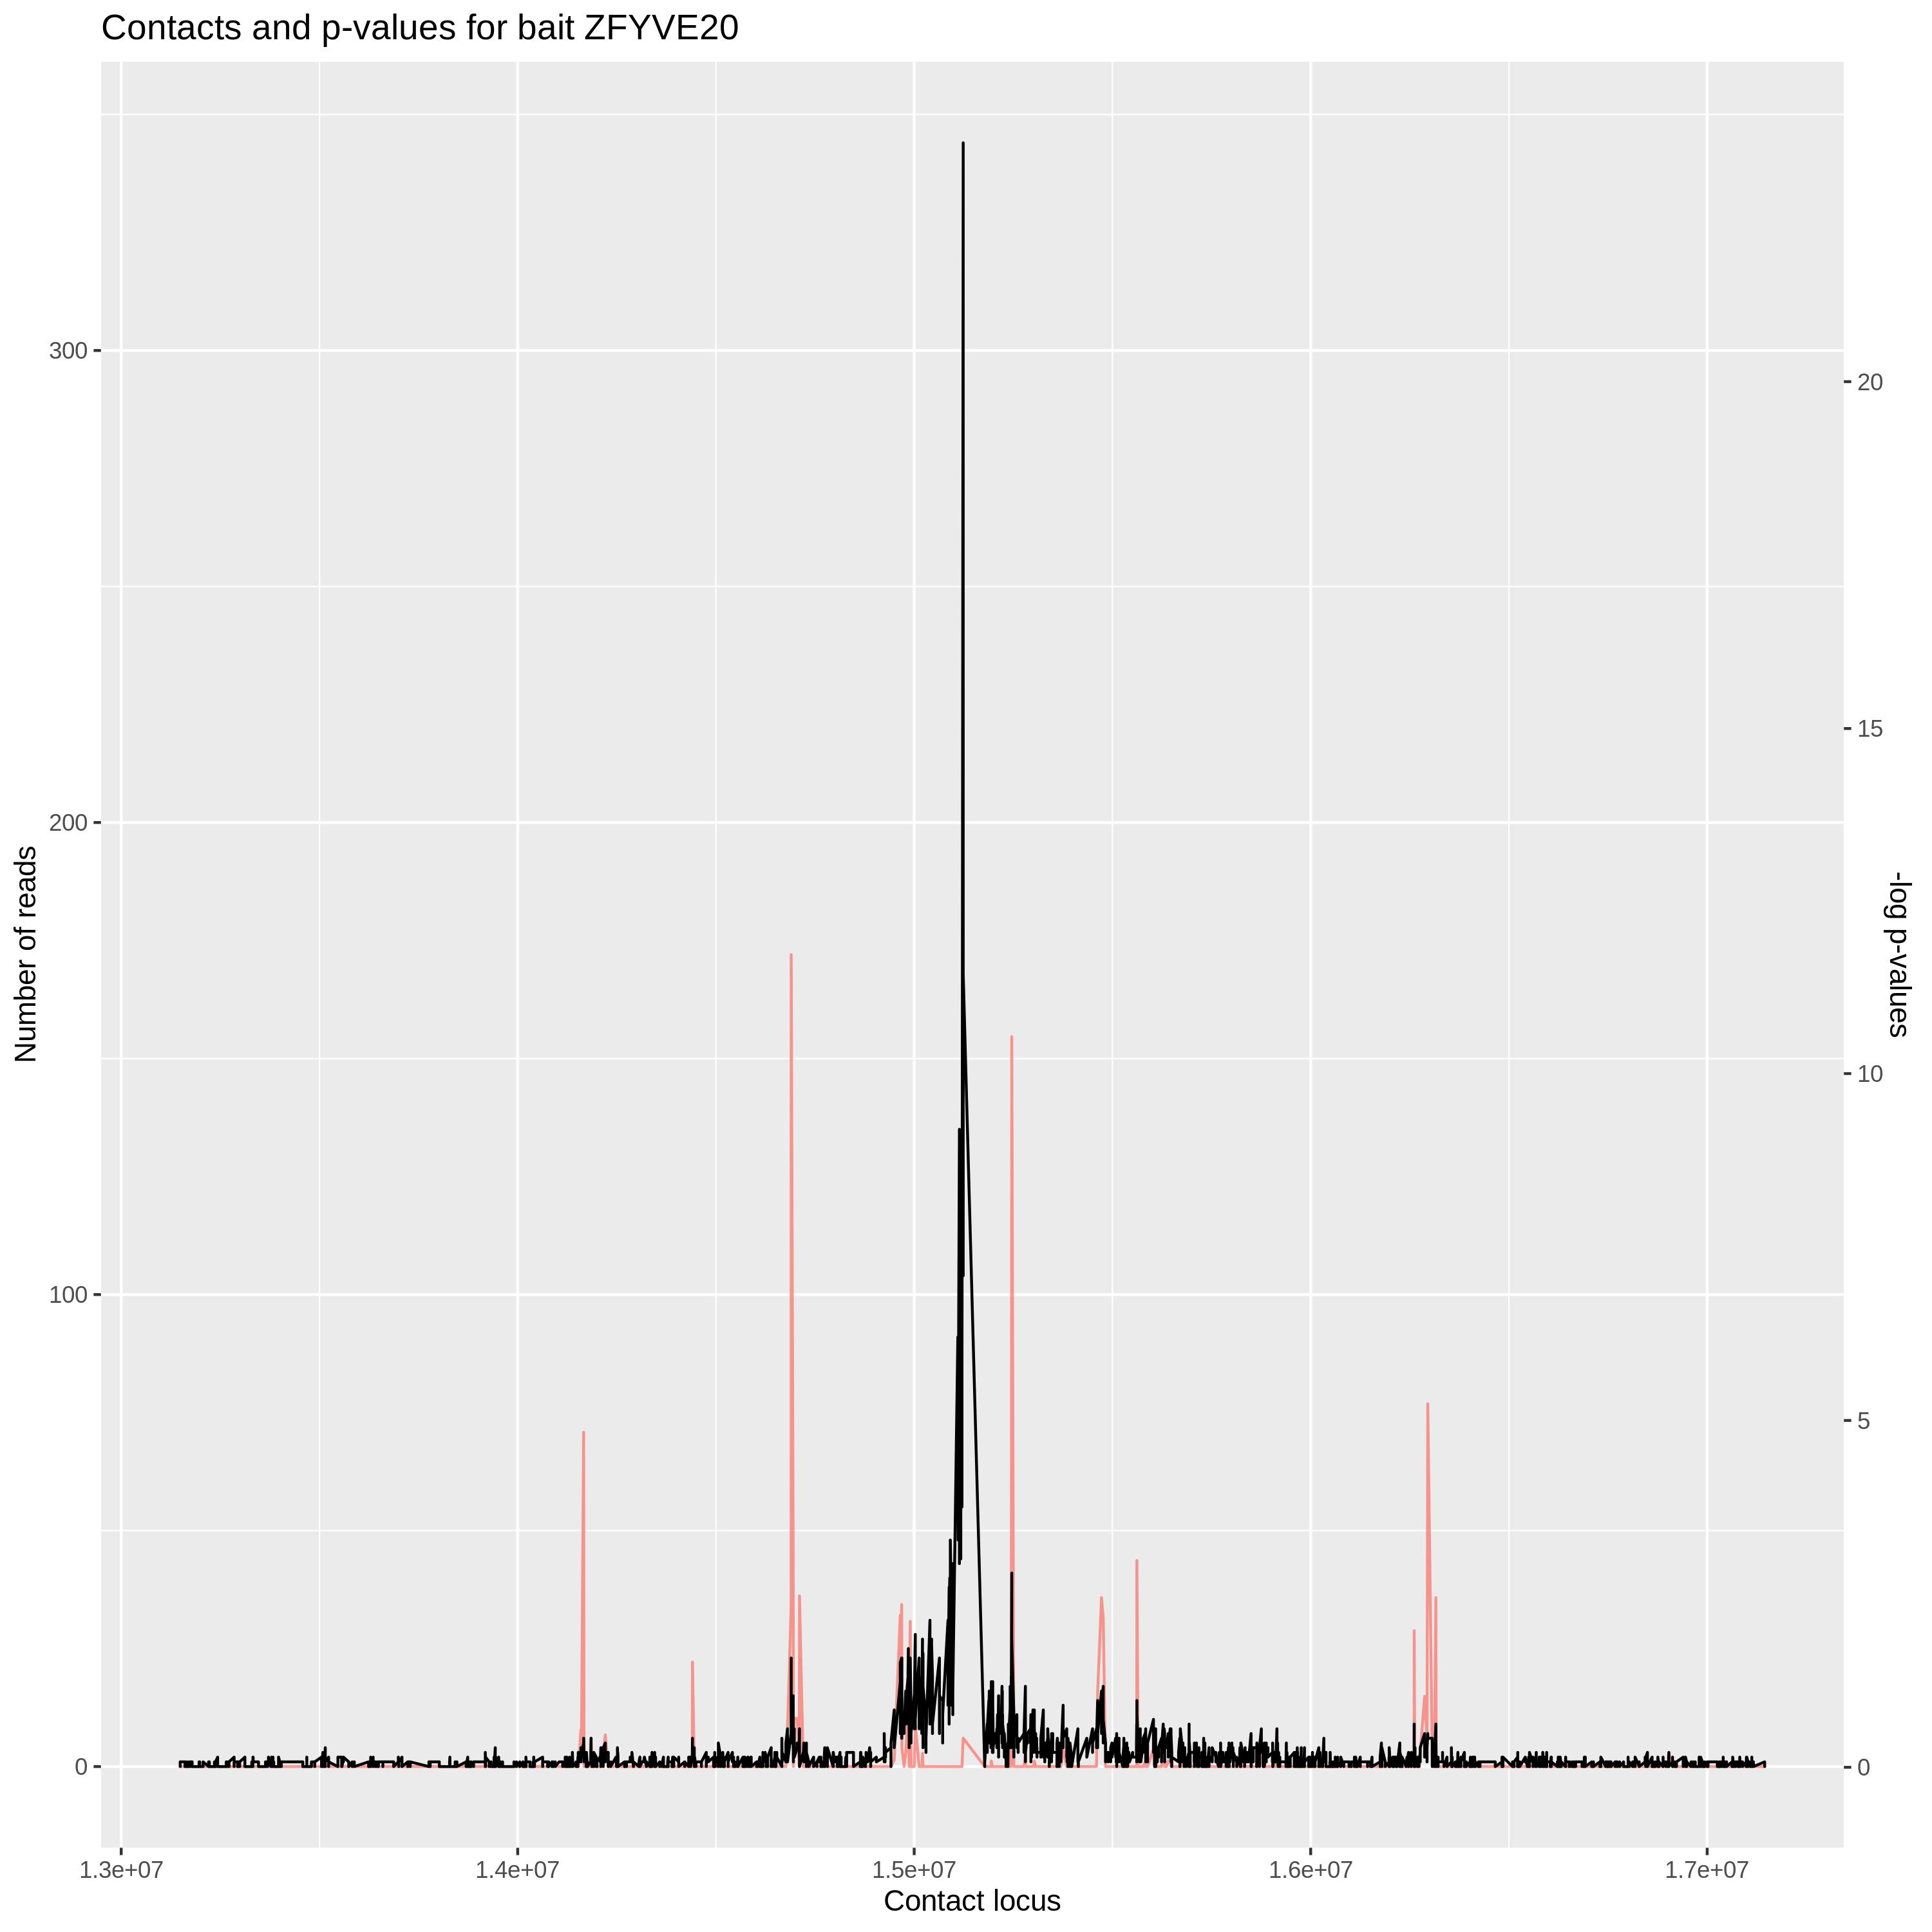 Contacts and p-values for bait ZFYVE20
300
200
100
0
Number of reads
20
15
10
5
0
-log p-values
1.3e+07 1.4e+07 1.5e+07 1.6e+07 1.7e+07
Contact locus